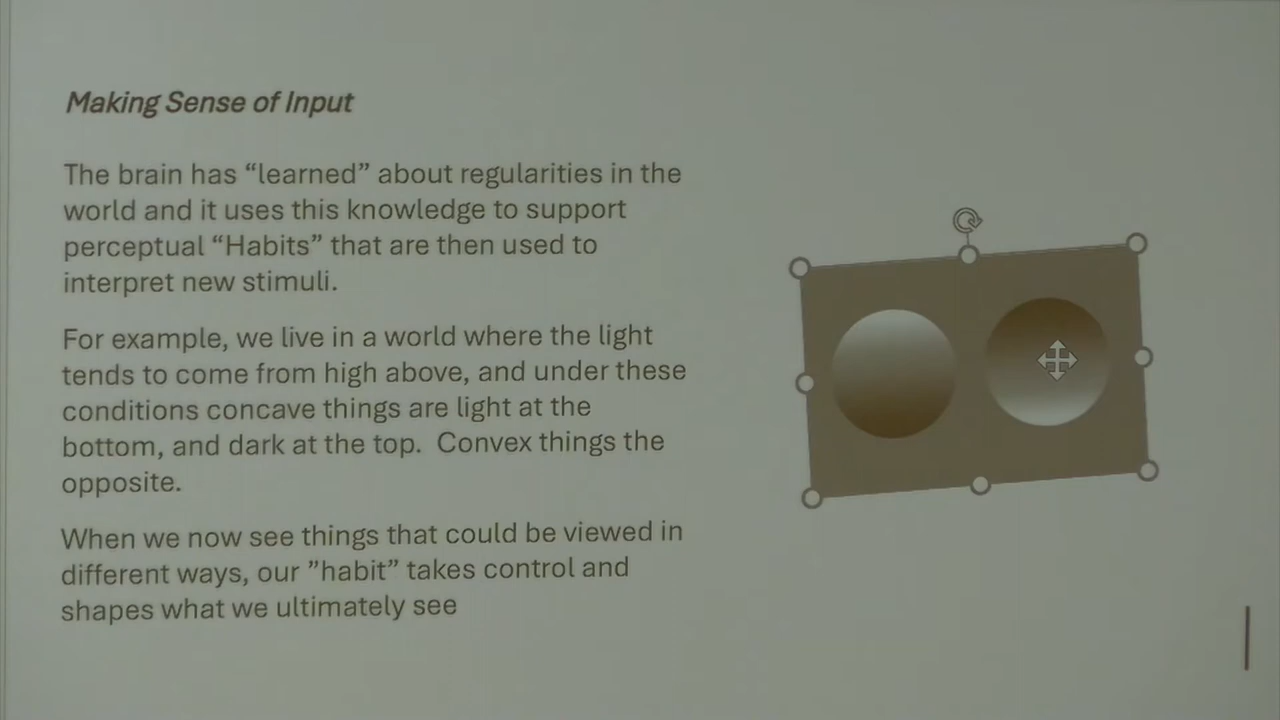 Making Sense of Input
The brain has “learned” about regularities in the
world and it uses this knowledge to support
perceptual “Habits” that are then used to
interpret new stimuli.
For example, we live in a world where the light
tends to come from high above, and under these
conditions concave things are light at the
bottom, and dark at the top.  Convex things the
opposite.
When we now see things that could be viewed in
different ways, our ”habit” takes control and
shapes what we ultimately see